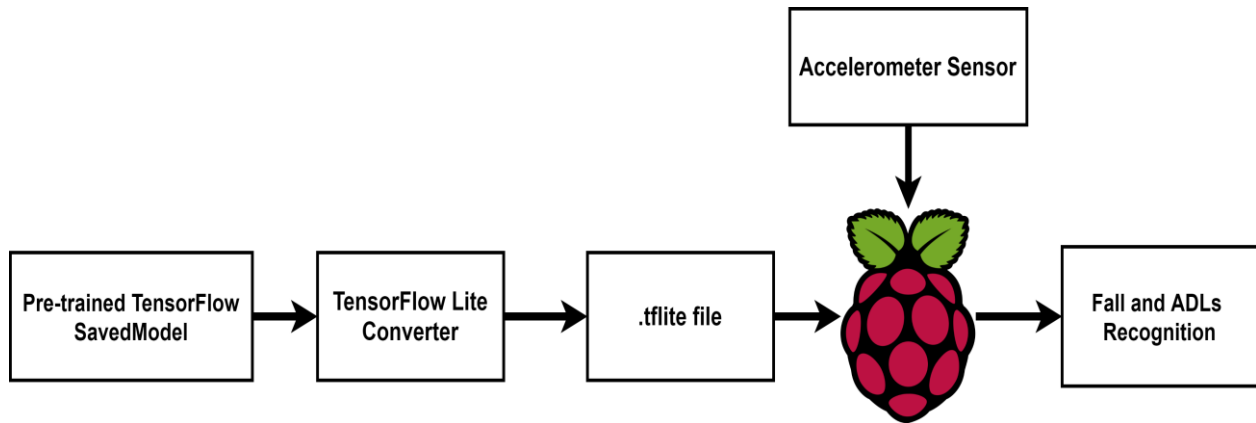 Accelerometer Sensor
Pre-trained TensorFlow
SavedModel
TensorFlow Lite
Converter
.tflite file
Fall and ADLs
Recognition